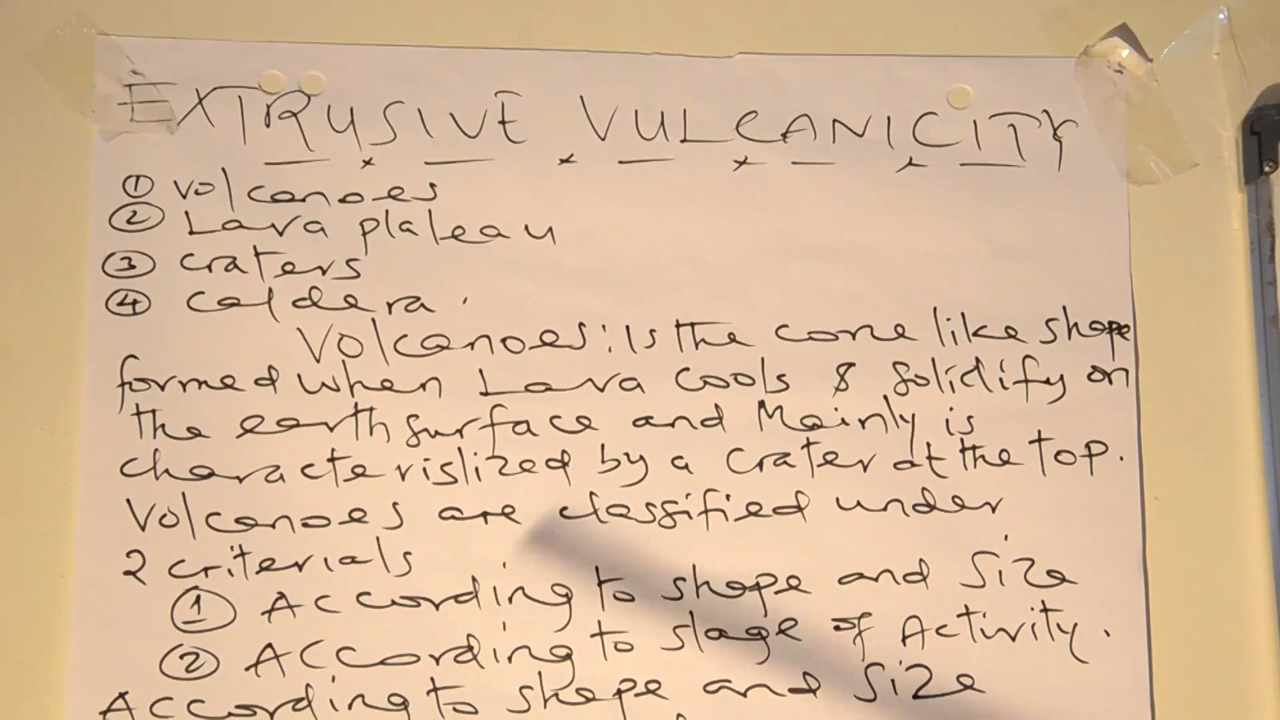 EXTRUSIVE VULCANICITY
① volcanoes
② Lava plateau
③ craters
④ caldera.
Volcanoes: Is the cone like shape
formed when Lava cools & solidify on
the earth surface and Mainly is
characterislized by a crater at the top.
Volcanoes are classified under
2 criterials
① According to shape and size
② According to stage of Activity.
According to shape and size